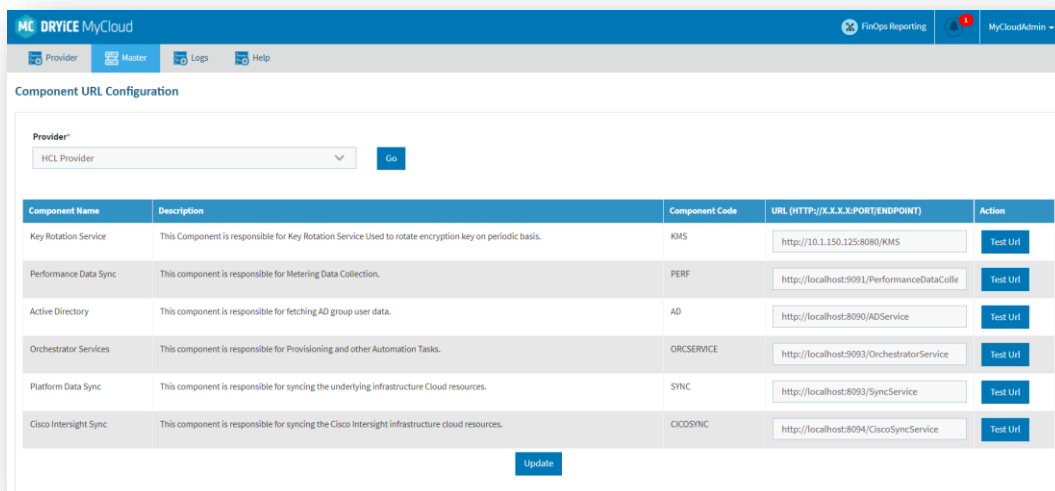 MC DRYiCE MyCloud FinOps Reporting 1 MyCloudAdmin
Provider Master Logs Help
Component URL Configuration
Provider*
HCL Provider Go
Component Name Description Component Code URL (HTTP://X.X.X.X:PORT/ENDPOINT) Action
Key Rotation Service This Component is responsible for Key Rotation Service Used to rotate encryption key on periodic basis. KMS http://10.1.150.125:8080/KMS Test Url
Performance Data Sync This component is responsible for Metering Data Collection. PERF http://localhost:9091/PerformanceDataColle Test Url
Active Directory This component is responsible for fetching AD group user data. AD http://localhost:8090/ADService Test Url
Orchestrator Services This component is responsible for Provisioning and other Automation Tasks. ORCSERVICE http://localhost:9093/OrchestratorService Test Url
Platform Data Sync This component is responsible for syncing the underlying infrastructure Cloud resources. SYNC http://localhost:8093/SyncService Test Url
Cisco Intersight Sync This component is responsible for syncing the Cisco Intersight infrastructure cloud resources. CICOSYNC http://localhost:8094/CiscoSyncService Test Url
Update